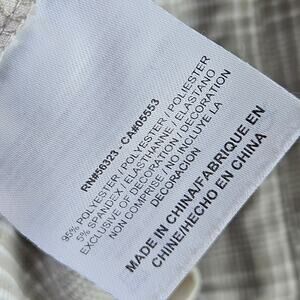 RN#56323 - CA#05553
95% POLYESTER / POLYESTER / POLIESTER
5% SPANDEX / ELASTHANNE / ELASTANO
EXCLUSIVE OF DECORATION / DECORATION
NON COMPRISE / NO INCLUYE LA
DECORACION
MADE IN CHINA/FABRIQUE EN
CHINE/HECHO EN CHINA